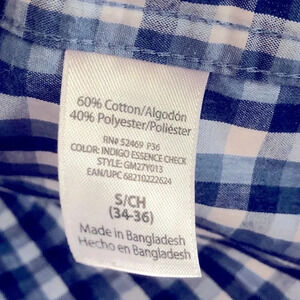 60% Cotton/Algodón
40% Polyester/Poliéster
RN# 52469 P36
COLOR: INDIGO ESSENCE CHECK
STYLE: GM27Y013
EAN/UPC 68210222624
S/CH
(34-36)
Made in Bangladesh
Hecho en Bangladesh